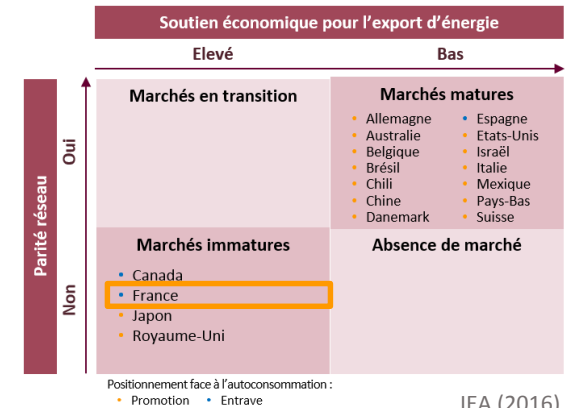 Soutien économique pour l'export d'énergie
Elevé Bas
Parité réseau
Oui
Non
Marchés en transition
Marchés matures
• Allemagne
• Australie
• Belgique
• Brésil
• Chili
• Chine
• Danemark
• Espagne
• Etats-Unis
• Israël
• Italie
• Mexique
• Pays-Bas
• Suisse
Marchés immatures
• Canada
• France
• Japon
• Royaume-Uni
Absence de marché
Positionnement face à l'autoconsommation :
• Promotion • Entrave
IEA (2016)